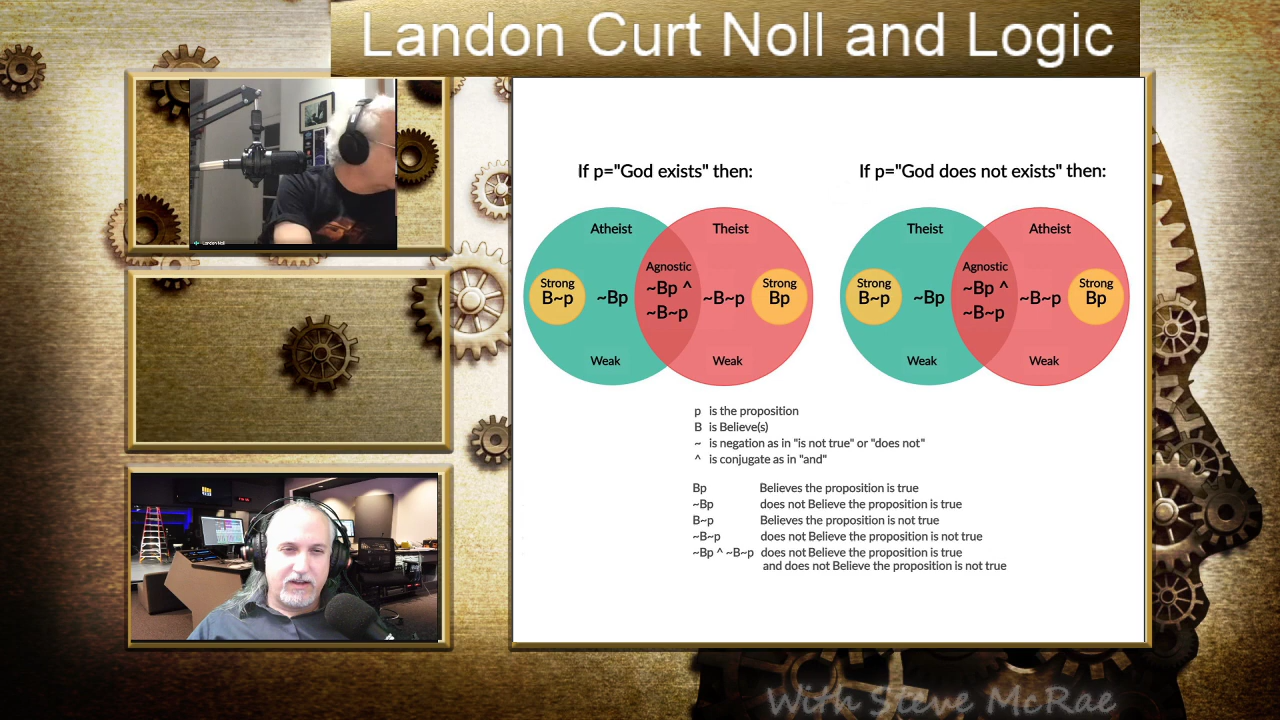 Landon Curt Noll and Logic
Landon Noll
If p="God exists" then:
Atheist
Theist
Agnostic
Strong
B~p
~Bp
~Bp ^
~B~p
~B~p
Strong
Bp
Weak
Weak
If p="God does not exists" then:
Theist
Atheist
Agnostic
Strong
B~p
~Bp
~Bp ^
~B~p
~B~p
Strong
Bp
Weak
Weak
p is the proposition
B is Believe(s)
~ is negation as in "is not true" or "does not"
^ is conjugate as in "and"
Bp Believes the proposition is true
~Bp does not Believe the proposition is true
B~p Believes the proposition is not true
~B~p does not Believe the proposition is not true
~Bp ^ ~B~p does not Believe the proposition is true
and does not Believe the proposition is not true
With Steve McRae